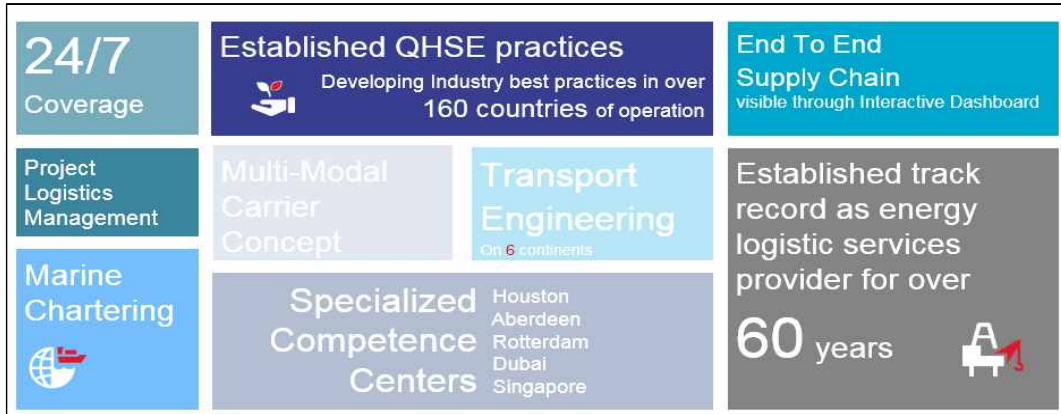 24/7
Coverage
Established QHSE practices
Developing Industry best practices in over
160 countries of operation
End To End
Supply Chain
visible through Interactive Dashboard
Project
Logistics
Management
Multi-Modal
Carrier
Concept
Transport
Engineering
On 6 continents
Established track
record as energy
logistic services
provider for over
60 years
Marine
Chartering
Specialized
Competence
Centers
Houston
Aberdeen
Rotterdam
Dubai
Singapore